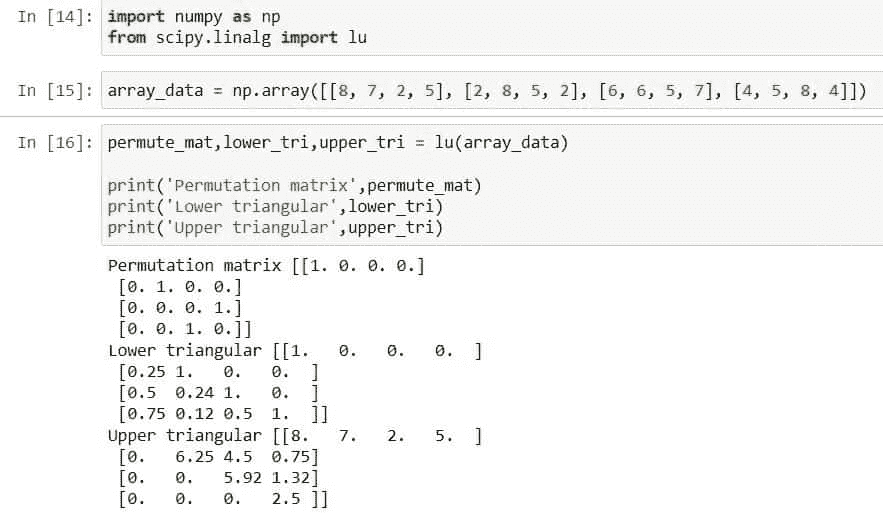 In [14]: import numpy as np
from scipy.linalg import lu
In [15]: array_data = np.array([[8, 7, 2, 5], [2, 8, 5, 2], [6, 6, 5, 7], [4, 5, 8, 4]])
In [16]: permute_mat,lower_tri,upper_tri = lu(array_data)
print('Permutation matrix',permute_mat)
print('Lower triangular',lower_tri)
print('Upper triangular',upper_tri)
Permutation matrix [[1. 0. 0. 0.]
[0. 1. 0. 0.]
[0. 0. 0. 1.]
[0. 0. 1. 0.]]
Lower triangular [[1.   0.   0.   0.  ]
[0.25 1.   0.   0.  ]
[0.5  0.24 1.   0.  ]
[0.75 0.12 0.5  1.  ]]
Upper triangular [[8.   7.   2.   5.  ]
[0.   6.25 4.5  0.75]
[0.   0.   5.92 1.32]
[0.   0.   0.   2.5 ]]